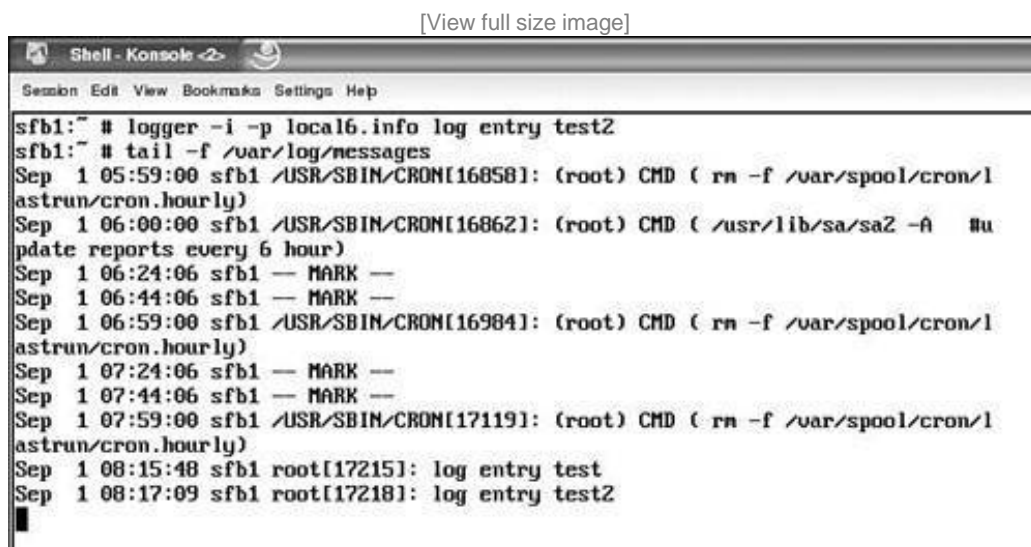 [View full size image]
Shell - Konsole <2>
Session Edit View Bookmarks Settings Help
sfb1:~ # logger -i -p local6.info log entry test2
sfb1:~ # tail -f /var/log/messages
Sep  1 05:59:00 sfb1 /USR/SBIN/CRON[16858]: (root) CMD ( rm -f /var/spool/cron/l
astrun/cron.hourly)
Sep  1 06:00:00 sfb1 /USR/SBIN/CRON[16862]: (root) CMD ( /usr/lib/sa/sa2 -A   #u
pdate reports every 6 hour)
Sep  1 06:24:06 sfb1 -- MARK --
Sep  1 06:44:06 sfb1 -- MARK --
Sep  1 06:59:00 sfb1 /USR/SBIN/CRON[16984]: (root) CMD ( rm -f /var/spool/cron/l
astrun/cron.hourly)
Sep  1 07:24:06 sfb1 -- MARK --
Sep  1 07:44:06 sfb1 -- MARK --
Sep  1 07:59:00 sfb1 /USR/SBIN/CRON[17119]: (root) CMD ( rm -f /var/spool/cron/l
astrun/cron.hourly)
Sep  1 08:15:48 sfb1 root[17215]: log entry test
Sep  1 08:17:09 sfb1 root[17218]: log entry test2